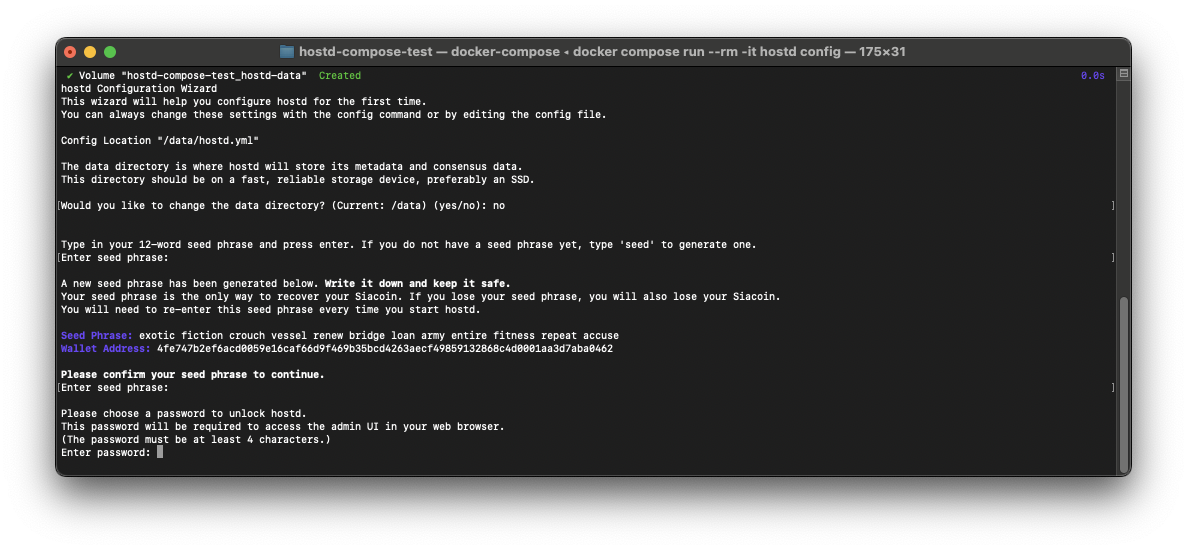 hostd-compose-test — docker-compose ◂ docker compose run --rm -it hostd config — 175×31
✔ Volume "hostd-compose-test_hostd-data"  Created 0.0s
hostd Configuration Wizard
This wizard will help you configure hostd for the first time.
You can always change these settings with the config command or by editing the config file.
Config Location "/data/hostd.yml"
The data directory is where hostd will store its metadata and consensus data.
This directory should be on a fast, reliable storage device, preferably an SSD.
[Would you like to change the data directory? (Current: /data) (yes/no): no ]
Type in your 12-word seed phrase and press enter. If you do not have a seed phrase yet, type 'seed' to generate one.
[Enter seed phrase: ]
A new seed phrase has been generated below. Write it down and keep it safe.
Your seed phrase is the only way to recover your Siacoin. If you lose your seed phrase, you will also lose your Siacoin.
You will need to re-enter this seed phrase every time you start hostd.
Seed Phrase: exotic fiction crouch vessel renew bridge loan army entire fitness repeat accuse
Wallet Address: 4fe747b2ef6acd0059e16caf66d9f469b35bcd4263aecf49859132868c4d0001aa3d7aba0462
Please confirm your seed phrase to continue.
[Enter seed phrase: ]
Please choose a password to unlock hostd.
This password will be required to access the admin UI in your web browser.
(The password must be at least 4 characters.)
Enter password: